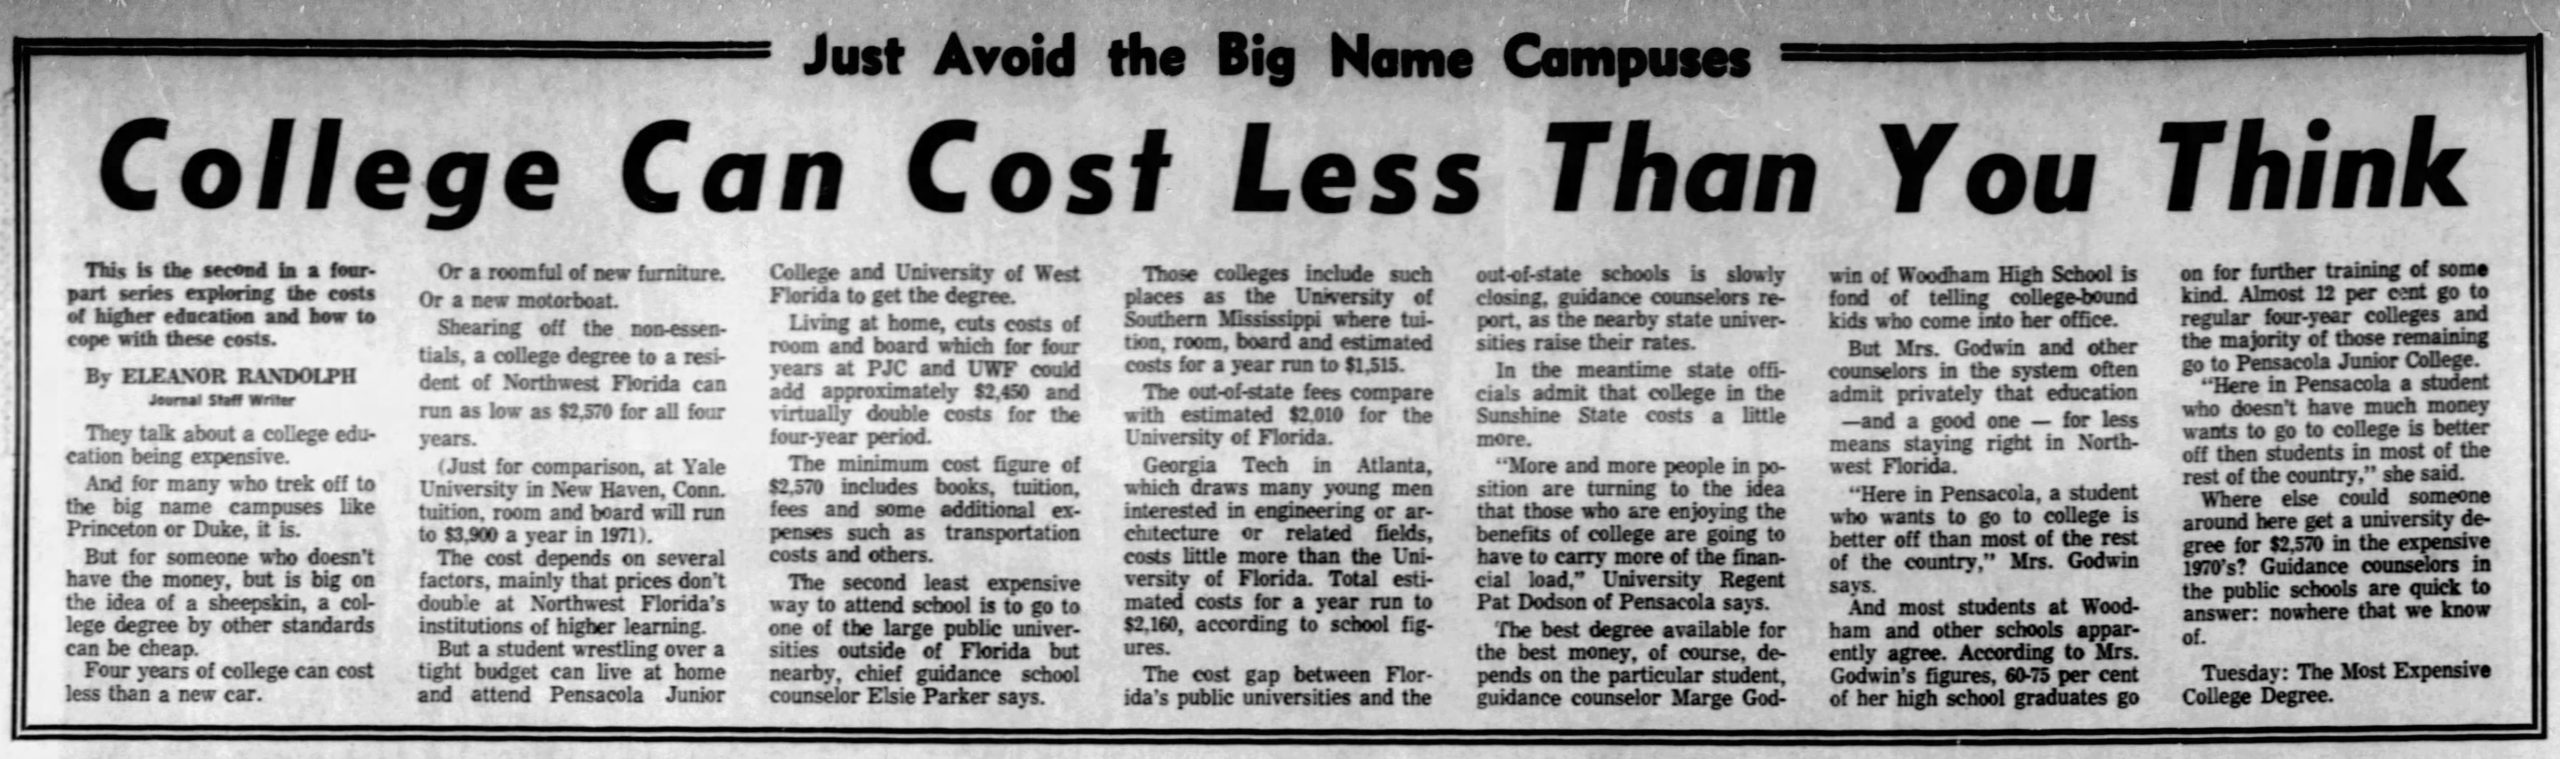 Just Avoid the Big Name Campuses
College Can Cost Less Than You Think
This is the second in a four-
part series exploring the costs
of higher education and how to
cope with these costs.
By ELEANOR RANDOLPH
Journal Staff Writer
They talk about a college edu-
cation being expensive.
And for many who trek off to
the big name campuses like
Princeton or Duke, it is.
But for someone who doesn't
have the money, but is big on
the idea of a sheepskin, a col-
lege degree by other standards
can be cheap.
Four years of college can cost
less than a new car.
Or a roomful of new furniture.
Or a new motorboat.
Shearing off the non-essen-
tials, a college degree to a resi-
dent of Northwest Florida can
run as low as $2,570 for all four
years.
(Just for comparison, at Yale
University in New Haven, Conn.
tuition, room and board will run
to $3,900 a year in 1971).
The cost depends on several
factors, mainly that prices don't
double at Northwest Florida's
institutions of higher learning.
But a student wrestling over a
tight budget can live at home
and attend Pensacola Junior
College and University of West
Florida to get the degree.
Living at home, cuts costs of
room and board which for four
years at PJC and UWF could
add approximately $2,450 and
virtually double costs for the
four-year period.
The minimum cost figure of
$2,570 includes books, tuition,
fees and some additional ex-
penses such as transportation
costs and others.
The second least expensive
way to attend school is to go to
one of the large public univer-
sities outside of Florida but
nearby, chief guidance school
counselor Elsie Parker says.
Those colleges include such
places as the University of
Southern Mississippi where tui-
tion, room, board and estimated
costs for a year run to $1,515.
The out-of-state fees compare
with estimated $2,010 for the
University of Florida.
Georgia Tech in Atlanta,
which draws many young men
interested in engineering or ar-
chitecture or related fields,
costs little more than the Uni-
versity of Florida. Total esti-
mated costs for a year run to
$2,160, according to school fig-
ures.
The cost gap between Flor-
ida's public universities and the
out-of-state schools is slowly
closing, guidance counselors re-
port, as the nearby state univer-
sities raise their rates.
In the meantime state offi-
cials admit that college in the
Sunshine State costs a little
more.
"More and more people in po-
sition are turning to the idea
that those who are enjoying the
benefits of college are going to
have to carry more of the finan-
cial load," University Regent
Pat Dodson of Pensacola says.
The best degree available for
the best money, of course, de-
pends on the particular student,
guidance counselor Marge God-
win of Woodham High School is
fond of telling college-bound
kids who come into her office.
But Mrs. Godwin and other
counselors in the system often
admit privately that education
—and a good one — for less
means staying right in North-
west Florida.
"Here in Pensacola, a student
who wants to go to college is
better off than most of the rest
of the country," Mrs. Godwin
says.
And most students at Wood-
ham and other schools appar-
ently agree. According to Mrs.
Godwin's figures, 60-75 per cent
of her high school graduates go
on for further training of some
kind. Almost 12 per cent go to
regular four-year colleges and
the majority of those remaining
go to Pensacola Junior College.
"Here in Pensacola a student
who doesn't have much money
wants to go to college is better
off then students in most of the
rest of the country," she said.
Where else could someone
around here get a university de-
gree for $2,570 in the expensive
1970's? Guidance counselors in
the public schools are quick to
answer: nowhere that we know
of.
Tuesday: The Most Expensive
College Degree.